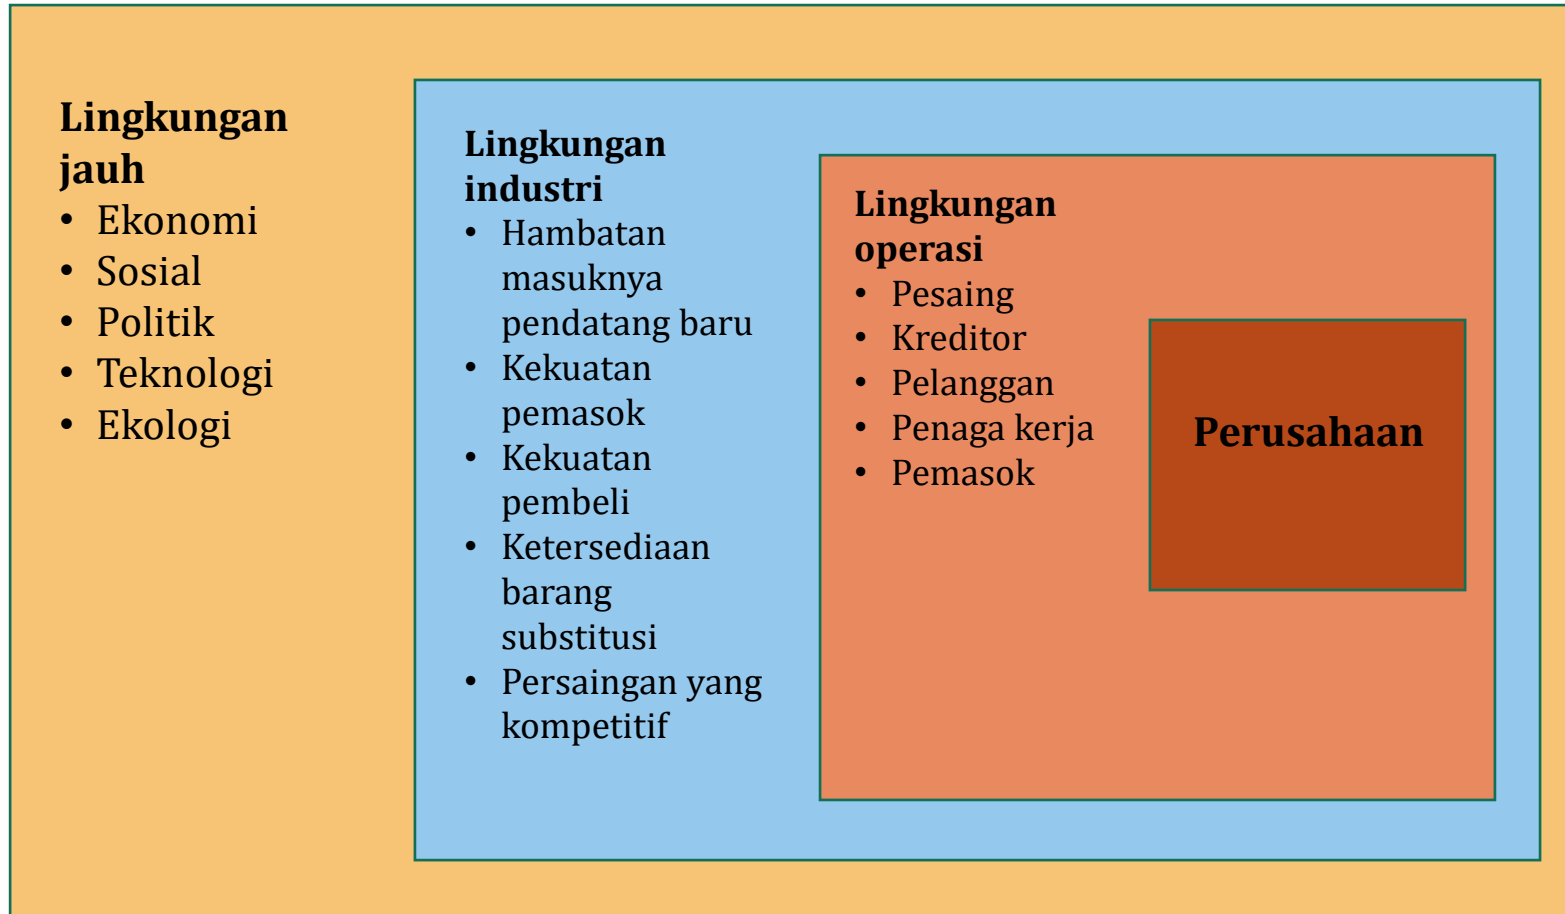 Lingkungan
jauh
• Ekonomi
• Sosial
• Politik
• Teknologi
• Ekologi
Lingkungan
industri
• Hambatan
masuknya
pendatang baru
• Kekuatan
pemasok
• Kekuatan
pembeli
• Ketersediaan
barang
substitusi
• Persaingan yang
kompetitif
Lingkungan
operasi
• Pesaing
• Kreditor
• Pelanggan
• Penaga kerja
• Pemasok
Perusahaan